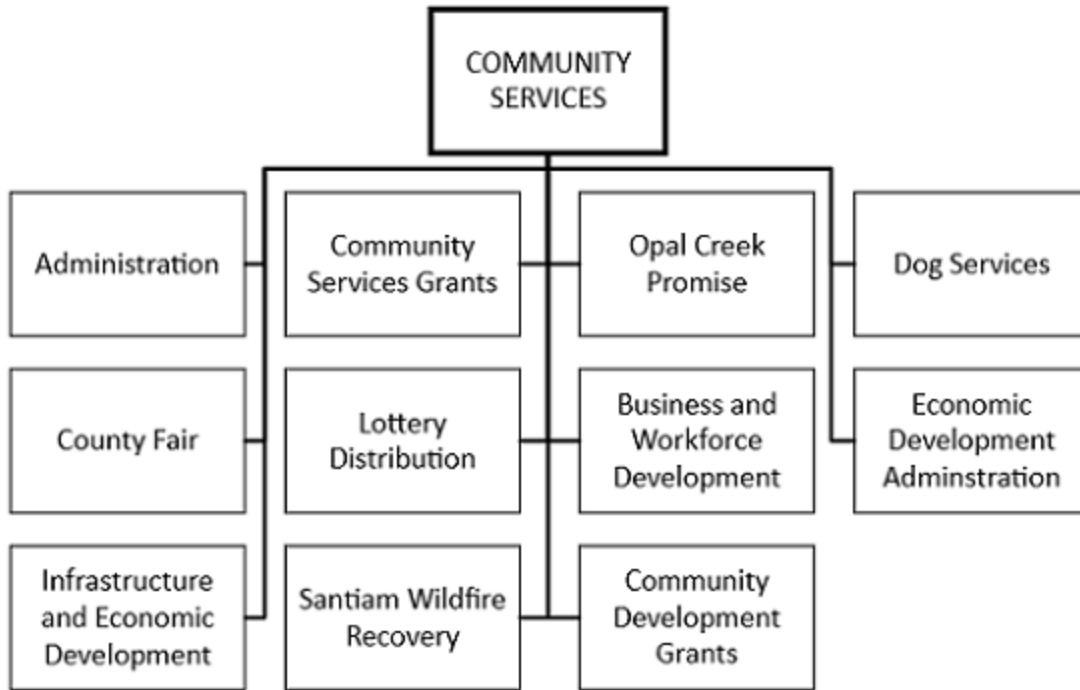 COMMUNITY
SERVICES
Administration
Community
Services Grants
Opal Creek
Promise
Dog Services
County Fair
Lottery
Distribution
Business and
Workforce
Development
Economic
Development
Adminstration
Infrastructure
and Economic
Development
Santiam Wildfire
Recovery
Community
Development
Grants